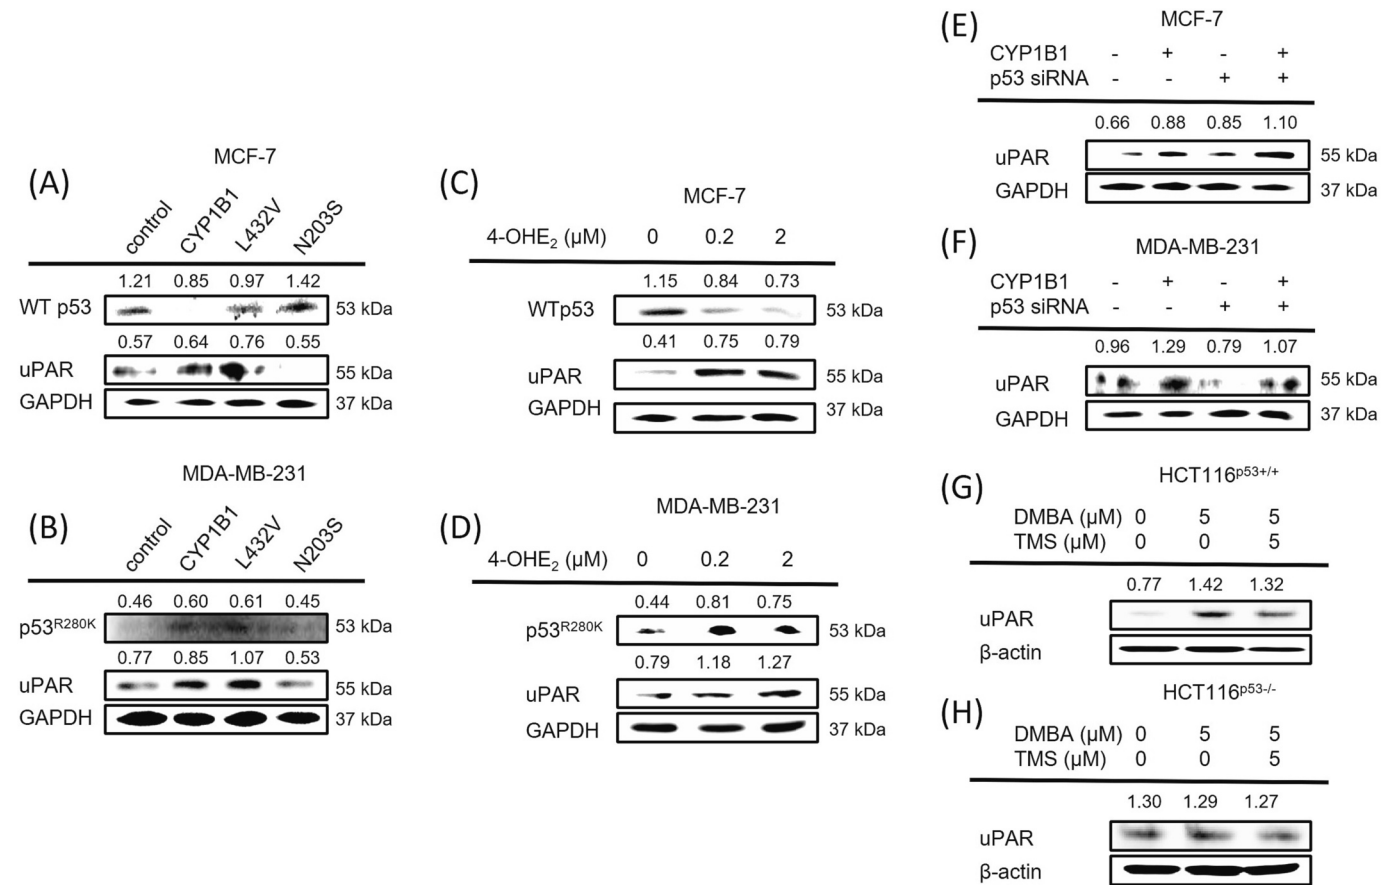 (A)
MCF-7
control CYP1B1 L432V N203S
1.21 0.85 0.97 1.42
WT p53 53 kDa
0.57 0.64 0.76 0.55
uPAR 55 kDa
GAPDH 37 kDa
(B)
MDA-MB-231
control CYP1B1 L432V N203S
0.46 0.60 0.61 0.45
p53R280K 53 kDa
0.77 0.85 1.07 0.53
uPAR 55 kDa
GAPDH 37 kDa
(C)
MCF-7
4-OHE₂ (µM) 0 0.2 2
1.15 0.84 0.73
WTp53 53 kDa
0.41 0.75 0.79
uPAR 55 kDa
GAPDH 37 kDa
(D)
MDA-MB-231
4-OHE₂ (µM) 0 0.2 2
0.44 0.81 0.75
p53R280K 53 kDa
0.79 1.18 1.27
uPAR 55 kDa
GAPDH 37 kDa
(E)
MCF-7
CYP1B1 - + - +
p53 siRNA - - + +
0.66 0.88 0.85 1.10
uPAR 55 kDa
GAPDH 37 kDa
(F)
MDA-MB-231
CYP1B1 - + - +
p53 siRNA - - + +
0.96 1.29 0.79 1.07
uPAR 55 kDa
GAPDH 37 kDa
(G)
HCT116p53+/+
DMBA (µM) 0 5 5
TMS (µM) 0 0 5
0.77 1.42 1.32
uPAR
β-actin
(H)
HCT116p53-/-
DMBA (µM) 0 5 5
TMS (µM) 0 0 5
1.30 1.29 1.27
uPAR
β-actin